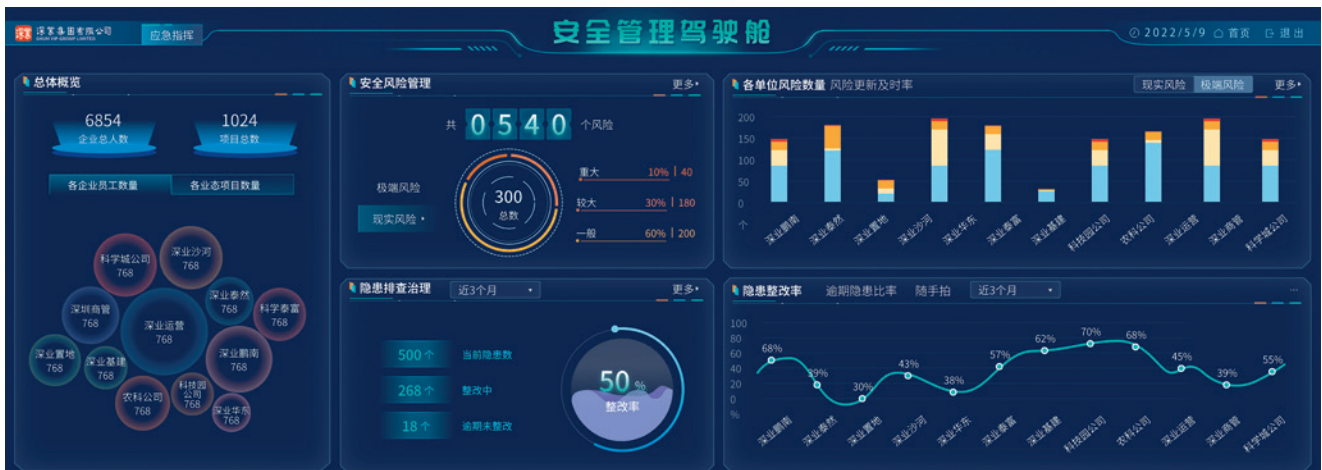 深业集团有限公司
应急指挥
安全管理驾驶舱
2022/5/9 首页 退出
总体概览
6854
企业总人数
1024
项目总数
各企业员工数量
各业态项目数量
科学城公司
768
深业沙河
768
深圳商管
768
深业泰然
768
科学泰富
768
深业运营
768
深业置地
768
深业基建
768
深业鹏南
768
农科公司
768
科技园
公司
768
深业华东
768
安全风险管理
更多
共 0 5 4 0 个风险
极端风险
现实风险
300
总数
重大 10% | 40
较大 30% | 180
一般 60% | 200
隐患排查治理
近3个月
更多
500个 当前隐患数
268个 整改中
18个 逾期未整改
50 %
整改率
各单位风险数量 风险更新及时率
现实风险 极端风险 更多
200
150
100
50
0
个
深业鹏南
深业泰然
深业置地
深业沙河
深业华东
深业泰富
深业基建
科技园公司
农科公司
深业运营
深业商管
科学城公司
隐患整改率 逾期隐患比率 随手拍 近3个月
...
100
80
60
40
20
0
%
68%
39%
30%
43%
38%
57%
62%
70%
68%
45%
39%
55%
深业鹏南
深业泰然
深业置地
深业沙河
深业华东
深业泰富
深业基建
科技园公司
农科公司
深业运营
深业商管
科学城公司